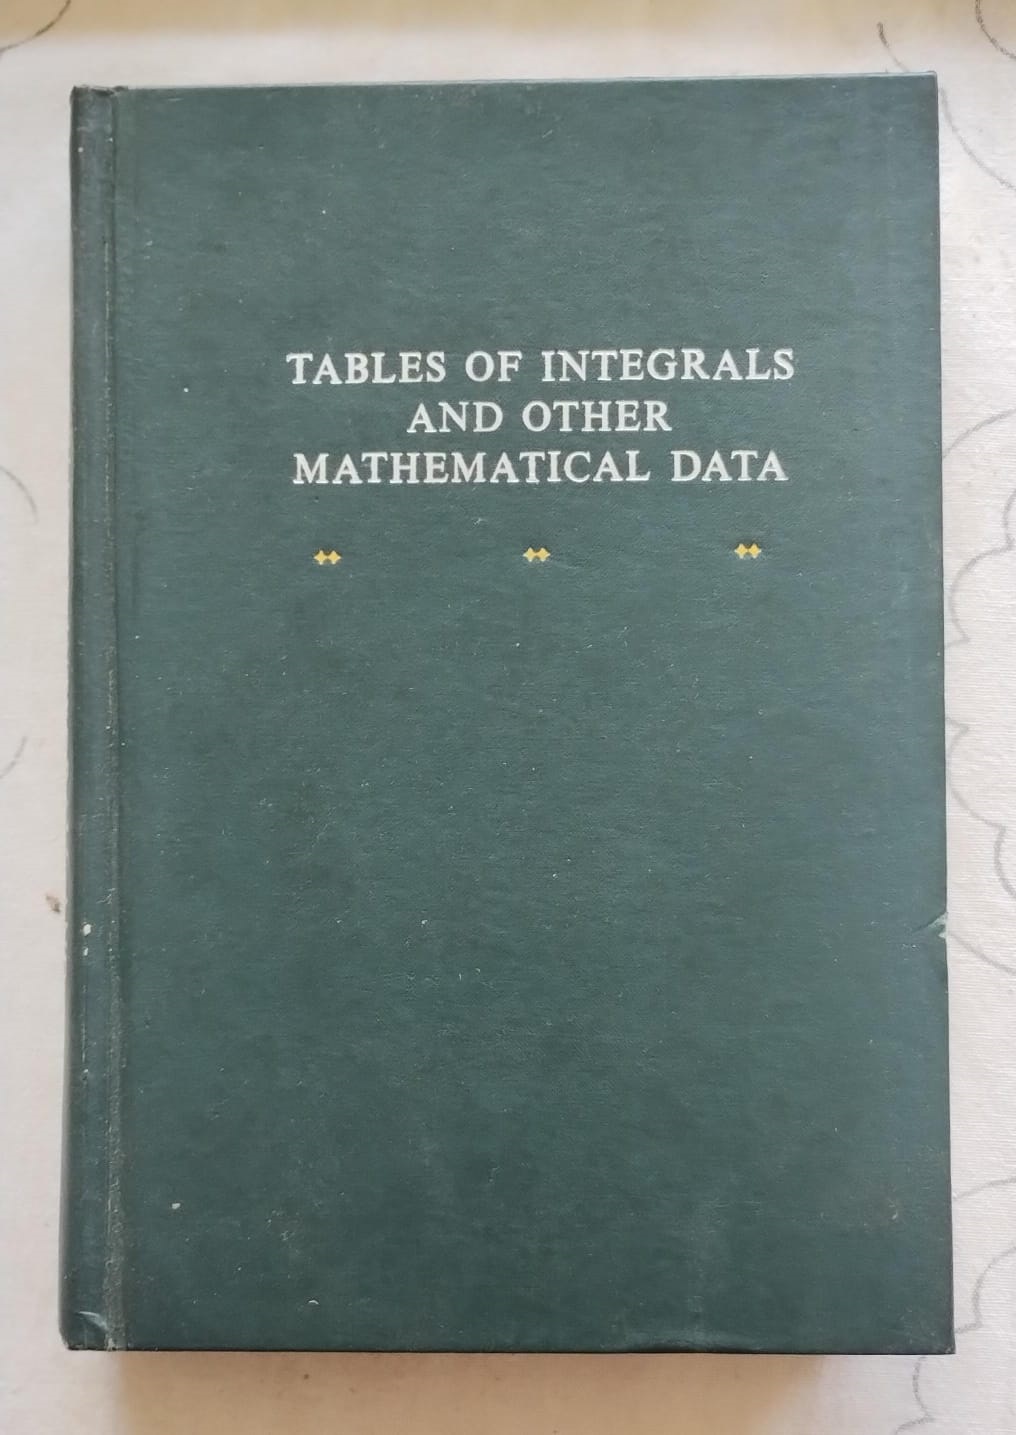 TABLES OF INTEGRALS
AND OTHER
MATHEMATICAL DATA